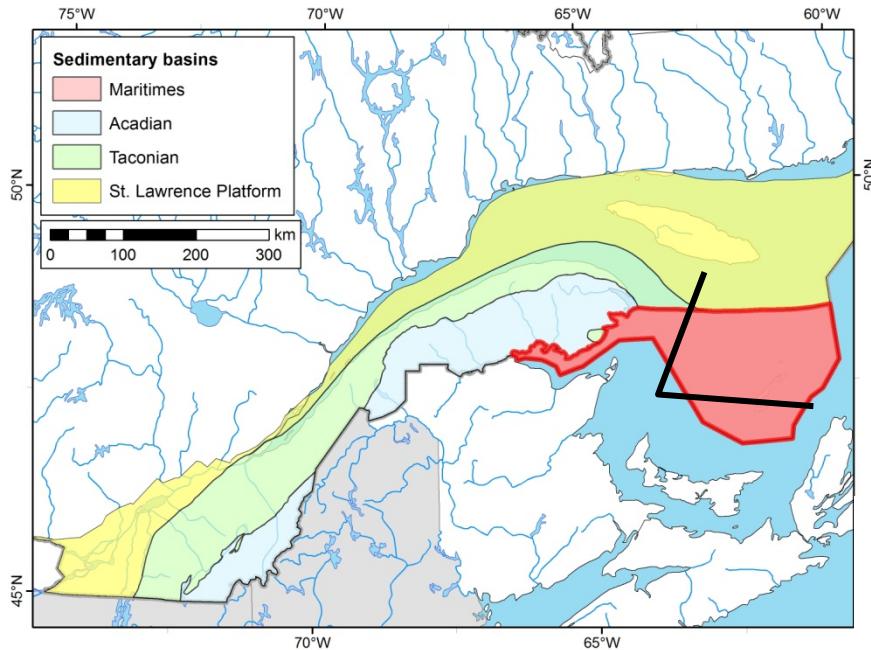 75°W 70°W 65°W 60°W
Sedimentary basins
Maritimes
Acadian
Taconian
St. Lawrence Platform
km
0 100 200 300
50°N
50°N
45°N
70°W 65°W